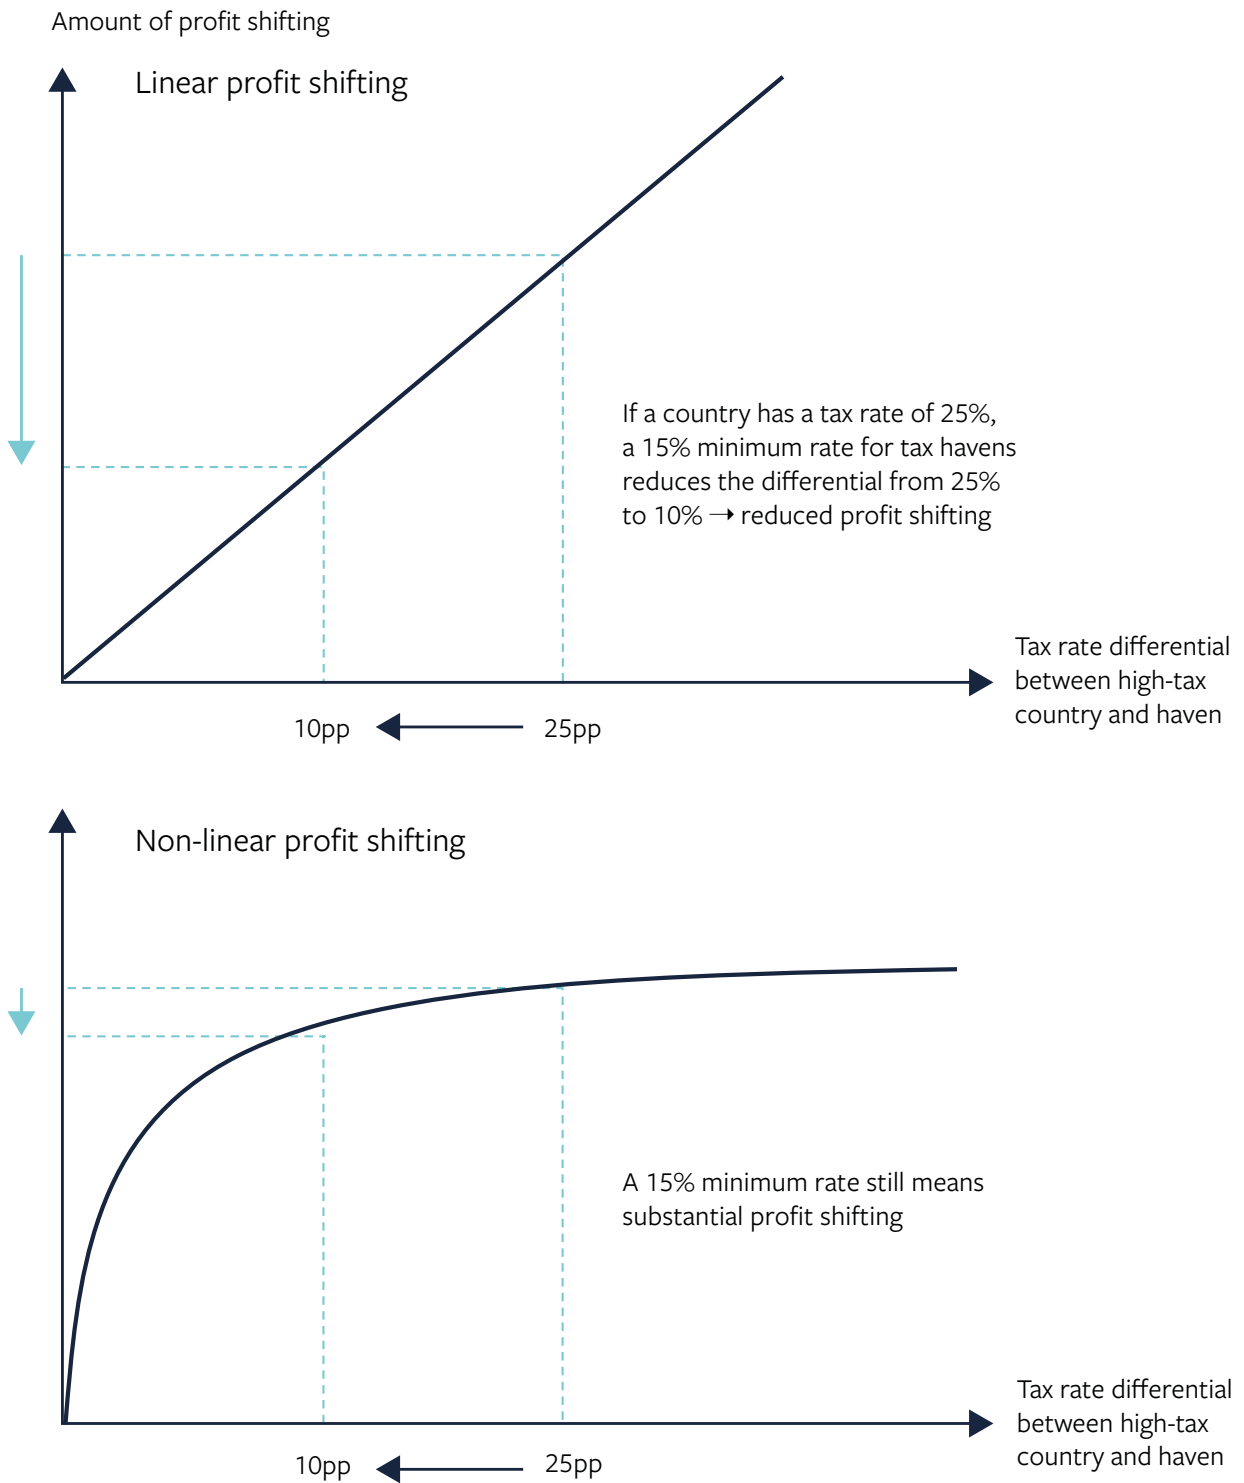 Amount of profit shifting
Linear profit shifting
If a country has a tax rate of 25%,
a 15% minimum rate for tax havens
reduces the differential from 25%
to 10% → reduced profit shifting
Tax rate differential
between high-tax
country and haven
10pp
25pp
Non-linear profit shifting
A 15% minimum rate still means
substantial profit shifting
Tax rate differential
between high-tax
country and haven
10pp
25pp